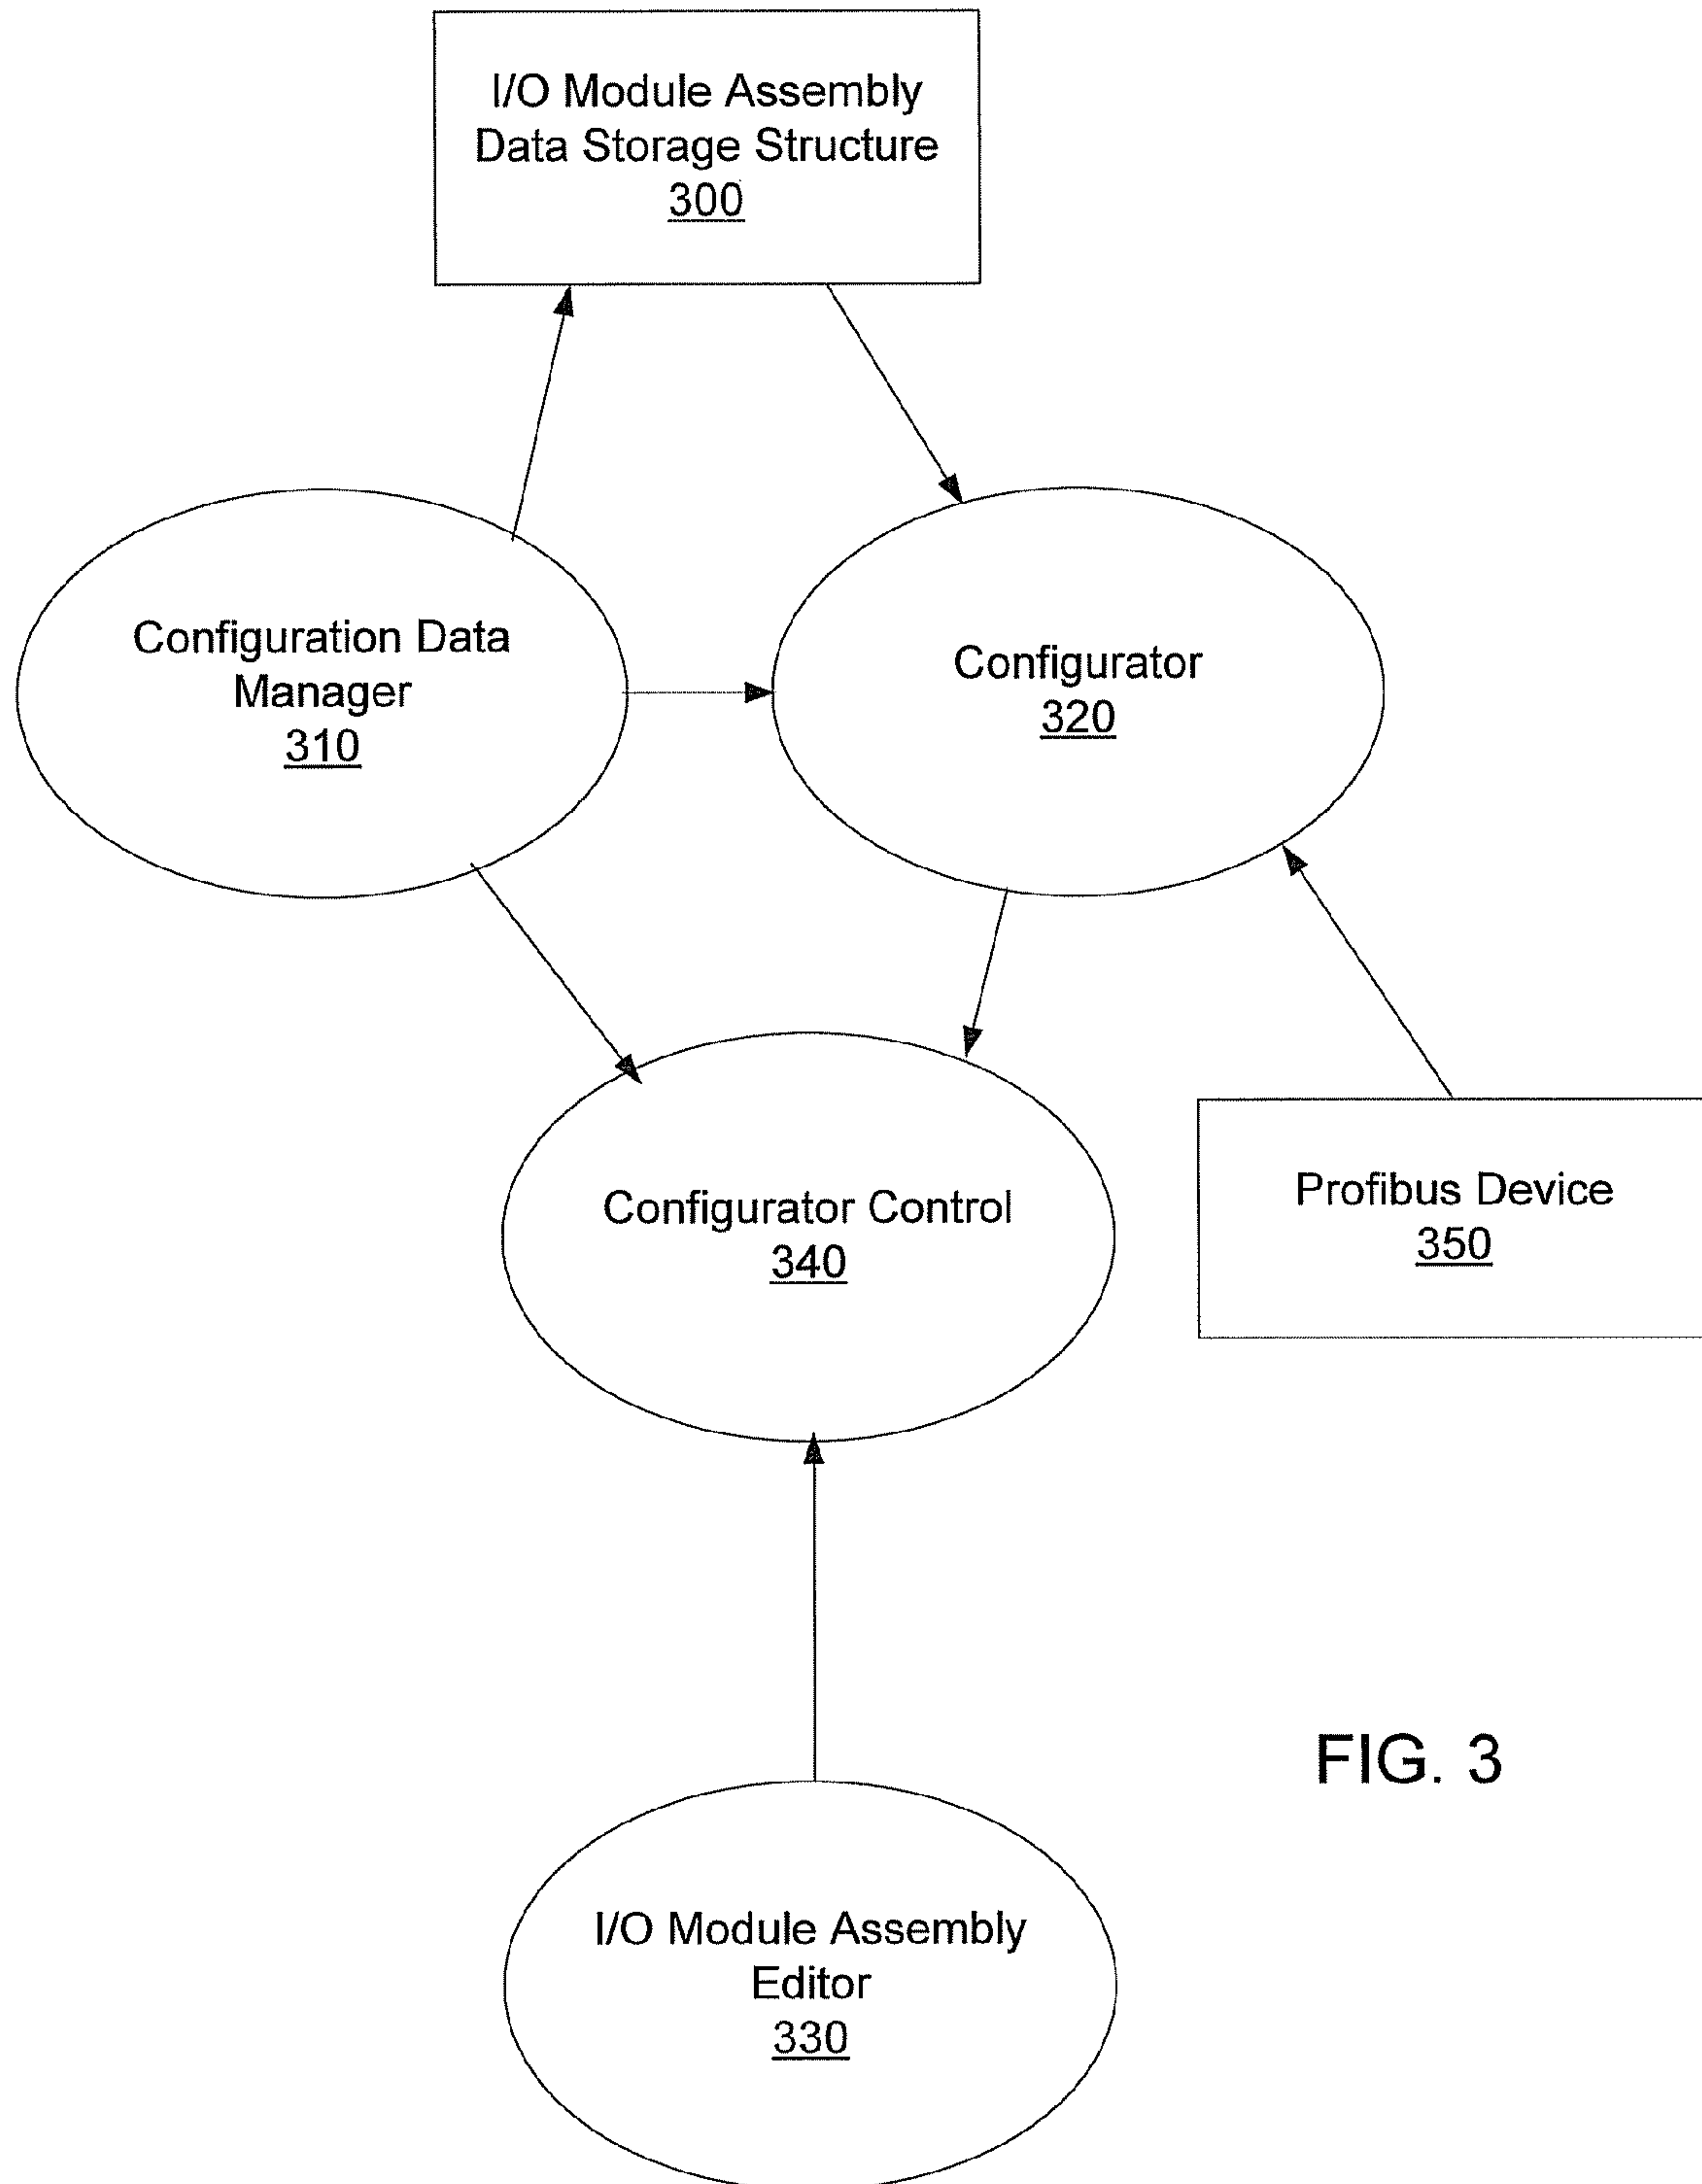 I/O Module Assembly
Data Storage Structure
300
Configuration Data
Manager
310
Configurator
320
Configurator Control
340
Profibus Device
350
FIG. 3
I/O Module Assembly
Editor
330